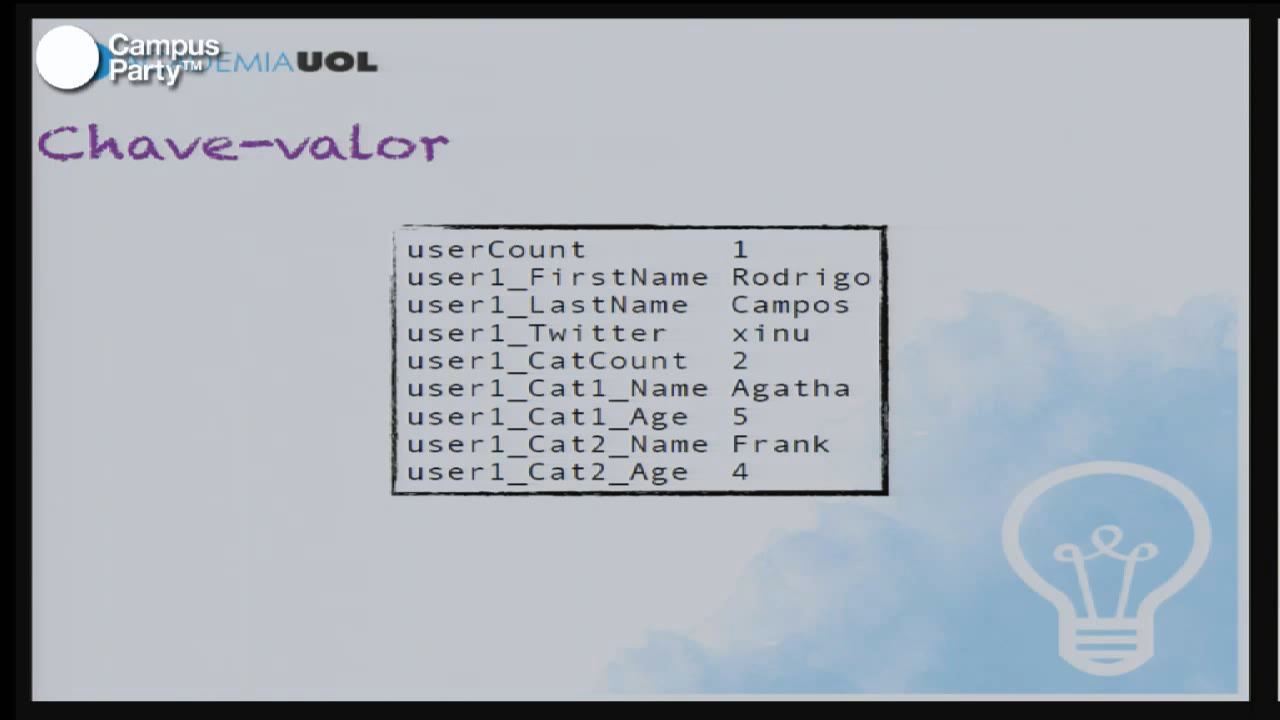 Campus
Party™
DEMIAUOL
Chave-valor
userCount 1
user1_FirstName Rodrigo
user1_LastName Campos
user1_Twitter xinu
user1_CatCount 2
user1_Cat1_Name Agatha
user1_Cat1_Age 5
user1_Cat2_Name Frank
user1_Cat2_Age 4